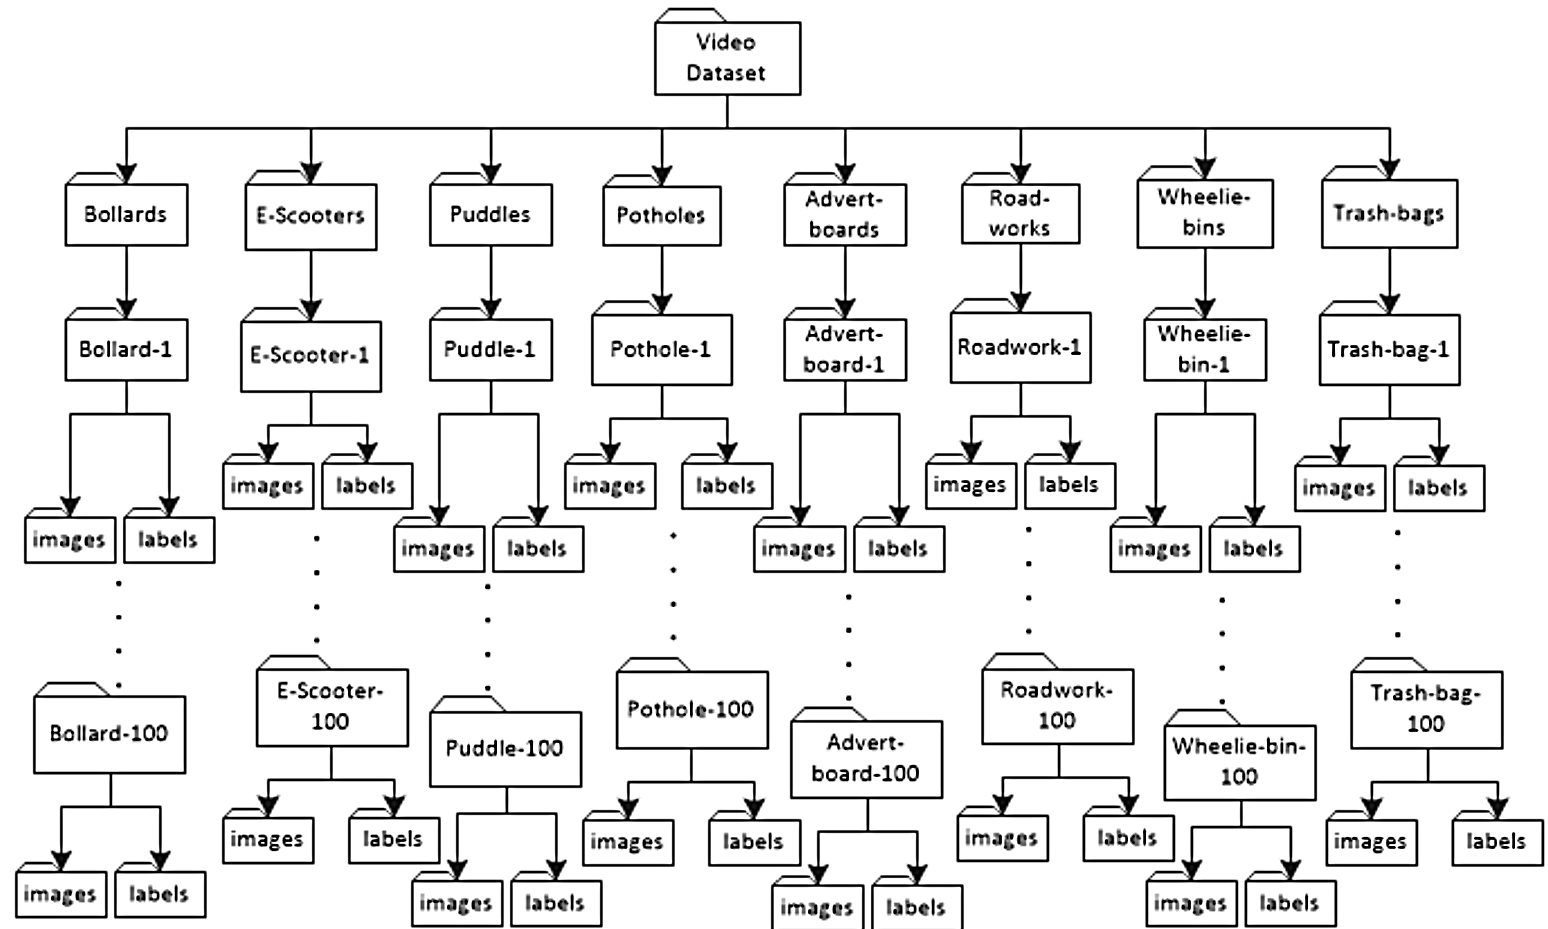 Video
Dataset
Bollards
E-Scooters
Puddles
Potholes
Advert-
boards
Road-
works
Wheelie-
bins
Trash-bags
Bollard-1
E-Scooter-1
Puddle-1
Pothole-1
Advert-
board-1
Roadwork-1
Wheelie-
bin-1
Trash-bag-1
images
labels
images
labels
images
labels
images
labels
images
labels
images
labels
images
labels
images
labels
Bollard-100
E-Scooter-
100
Puddle-100
Pothole-100
Advert-
board-100
Roadwork-
100
Wheelie-bin-
100
Trash-bag-
100
images
labels
images
labels
images
labels
images
labels
images
labels
images
labels
images
labels
images
labels